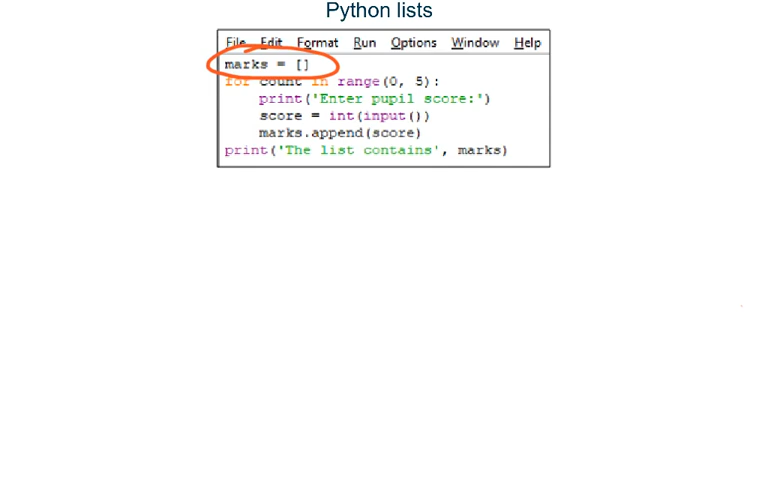 Python lists
File Edit Format Run Options Window Help
marks = []
for count in range(0, 5):
    print('Enter pupil score:')
    score = int(input())
    marks.append(score)
print('The list contains', marks)